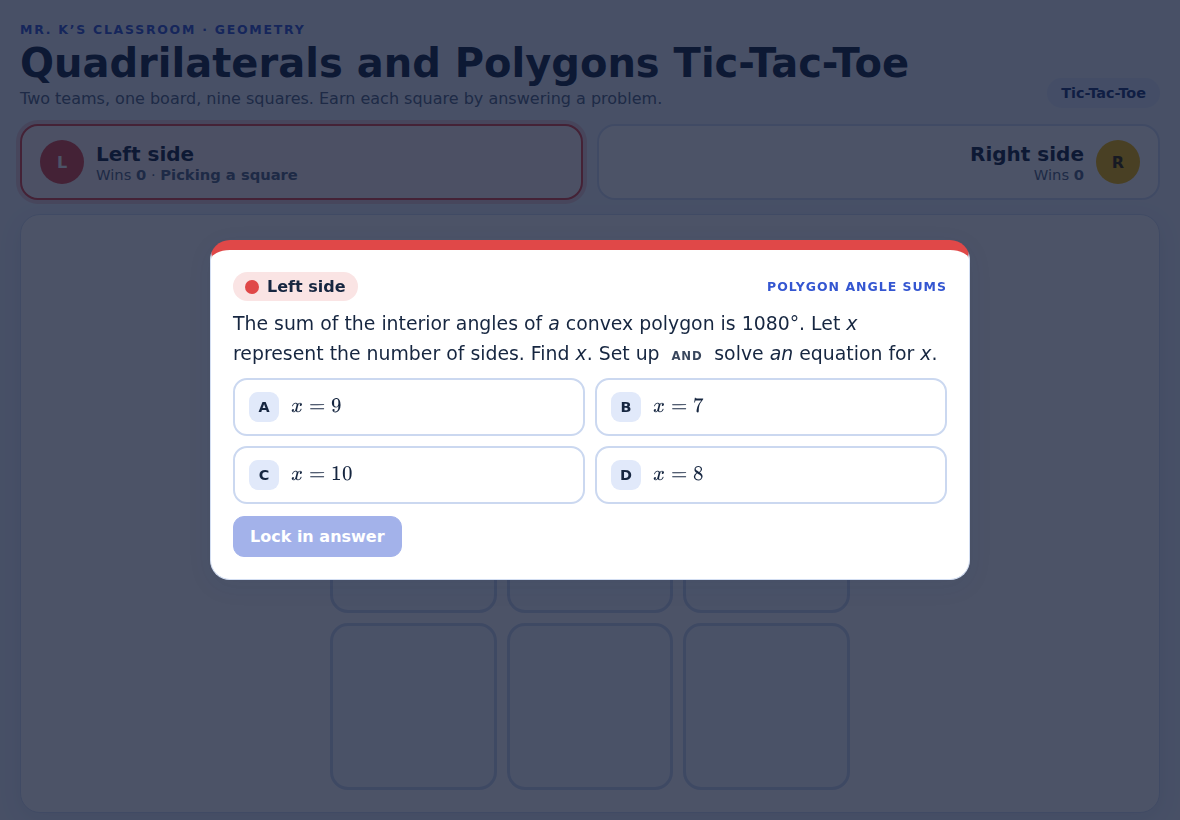 MR. K'S CLASSROOM · GEOMETRY
Quadrilaterals and Polygons Tic-Tac-Toe
Two teams, one board, nine squares. Earn each square by answering a problem.
Tic-Tac-Toe
L
Left side
Wins 0 · Picking a square
Right side
Wins 0
R
Left side
POLYGON ANGLE SUMS
The sum of the interior angles of a convex polygon is 1080°. Let x
represent the number of sides. Find x. Set up AND solve an equation for x.
A x = 9
B x = 7
C x = 10
D x = 8
Lock in answer